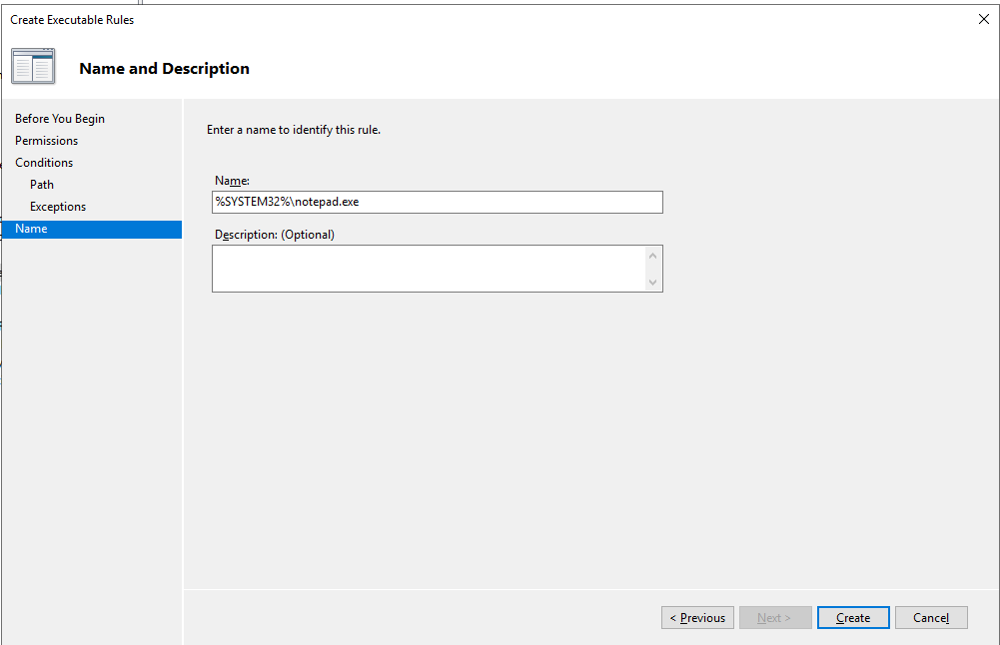 Create Executable Rules
Name and Description
Before You Begin
Permissions
Conditions
Path
Exceptions
Name
Enter a name to identify this rule.
Name:
%SYSTEM32%\notepad.exe
Description: (Optional)
< Previous
Next >
Create
Cancel